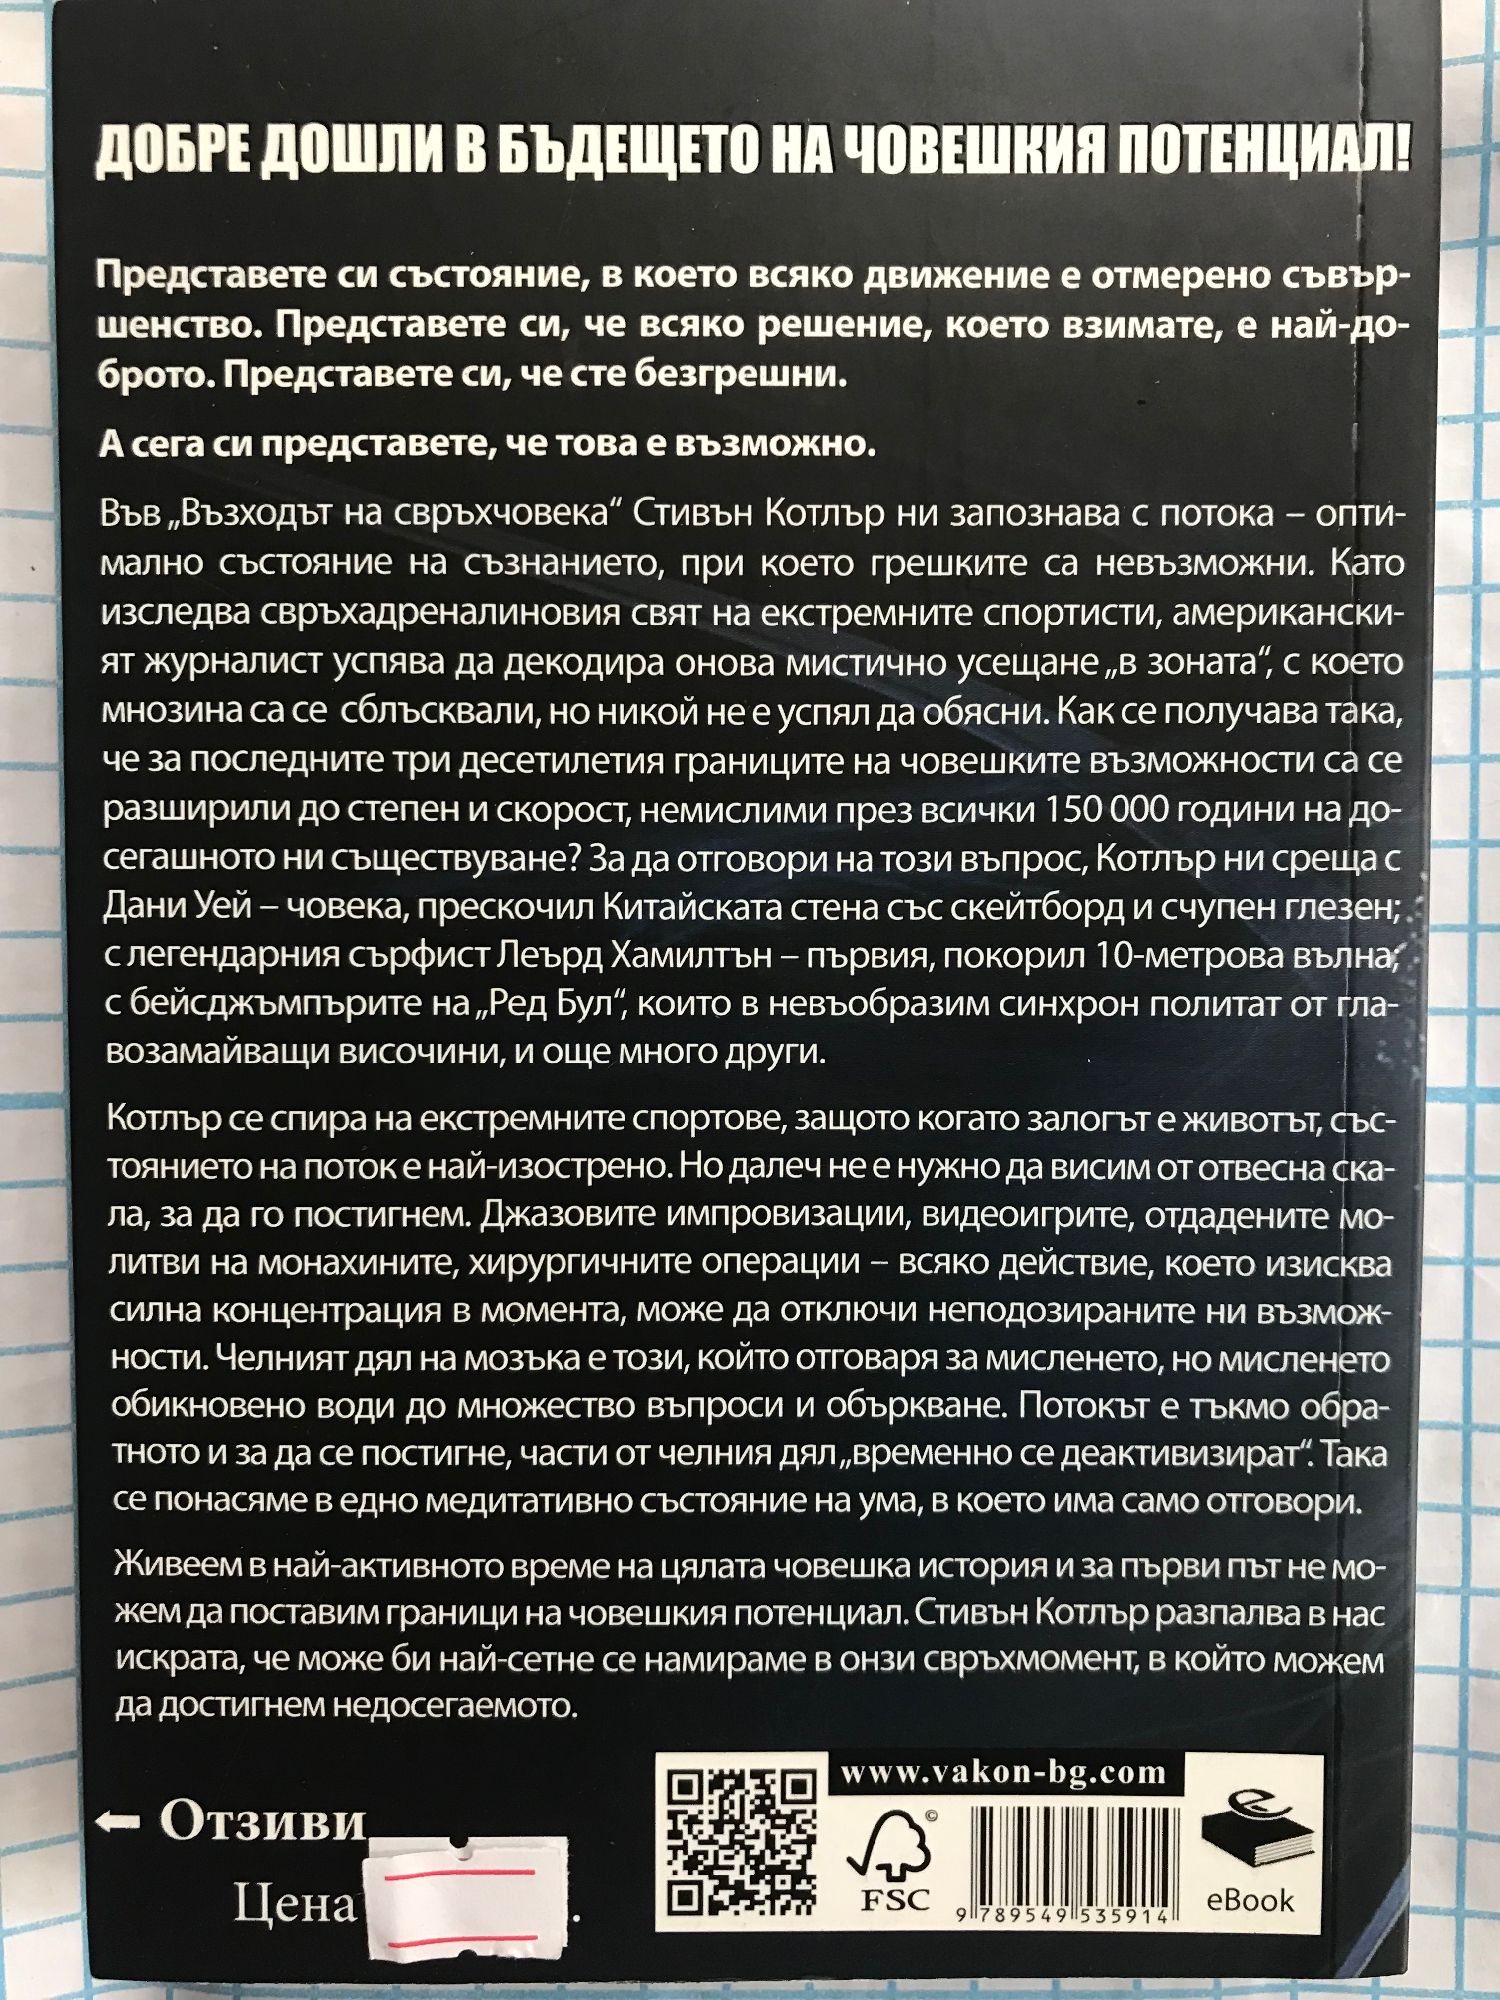 ДОБРЕ ДОШЛИ В БЪДЕЩЕТО НА ЧОВЕШКИЯ ПОТЕНЦИАЛ!
Представете си състояние, в което всяко движение е отмерено съвър-
шенство. Представете си, че всяко решение, което взимате, е най-до-
брото. Представете си, че сте безгрешни.
А сега си представете, че това е възможно.
Във „Възходът на свръхчовека“ Стивън Котлър ни запознава с потока – опти-
мално състояние на съзнанието, при което грешките са невъзможни. Като
изследва свръхадреналиновия свят на екстремните спортисти, американски-
ят журналист успява да декодира онова мистично усещане „в зоната“, с което
мнозина са се сблъсквали, но никой не е успял да обясни. Как се получава така,
че за последните три десетилетия границите на човешките възможности са се
разширили до степен и скорост, немислими през всички 150 000 години на до-
сегашното ни съществуване? За да отговори на този въпрос, Котлър ни среща с
Дани Уей – човека, прескочил Китайската стена със скейтборд и счупен глезен;
с легендарния сърфист Леърд Хамилтън – първия, покорил 10-метрова вълна;
с бейсджъмпърите на „Ред Бул“, които в невъобразим синхрон политат от гла-
возамайващи височини, и още много други.
Котлър се спира на екстремните спортове, защото когато залогът е животът, със-
тоянието на поток е най-изострено. Но далеч не е нужно да висим от отвесна ска-
ла, за да го постигнем. Джазовите импровизации, видеоигрите, отдадените мо-
литви на монахините, хирургичните операции – всяко действие, което изисква
силна концентрация в момента, може да отключи неподозираните ни възмож-
ности. Челният дял на мозъка е този, който отговаря за мисленето, но мисленето
обикновено води до множество въпроси и объркване. Потокът е тъкмо обра-
тното и за да се постигне, части от челния дял „временно се деактивизират“. Така
се понасяме в едно медитативно състояние на ума, в което има само отговори.
Живеем в най-активното време на цялата човешка история и за първи път не мо-
жем да поставим граници на човешкия потенциал. Стивън Котлър разпалва в нас
искрата, че може би най-сетне се намираме в онзи свръхмомент, в който можем
да достигнем недосегаемото.
Отзиви
Цена .
www.vakon-bg.com
©
FSC
9 789549 535914
e
eBook